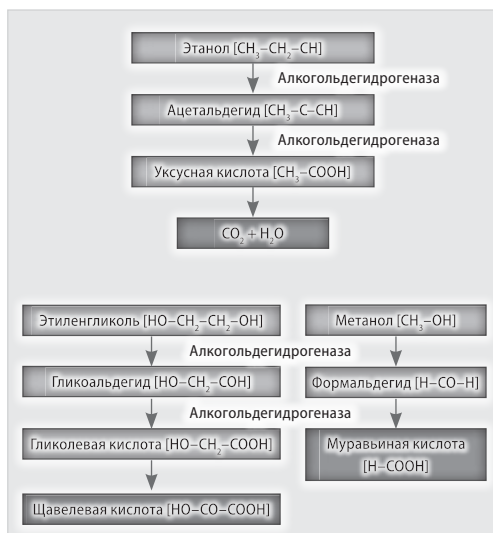 Этанол [CH₃–CH₂–CH]
Алкогольдегидрогеназа
Ацетальдегид [CH₃–C–CH]
Алкогольдегидрогеназа
Уксусная кислота [CH₃–COOH]
CO₂ + H₂O
Этиленгликоль [HO–CH₂–CH₂–OH]
Алкогольдегидрогеназа
Гликоальдегид [HO–CH₂–COH]
Алкогольдегидрогеназа
Гликолевая кислота [HO–CH₂–COOH]
Щавелевая кислота [HO–CO–COOH]
Метанол [CH₃–OH]
Формальдегид [H–CO–H]
Муравьиная кислота
[H–COOH]